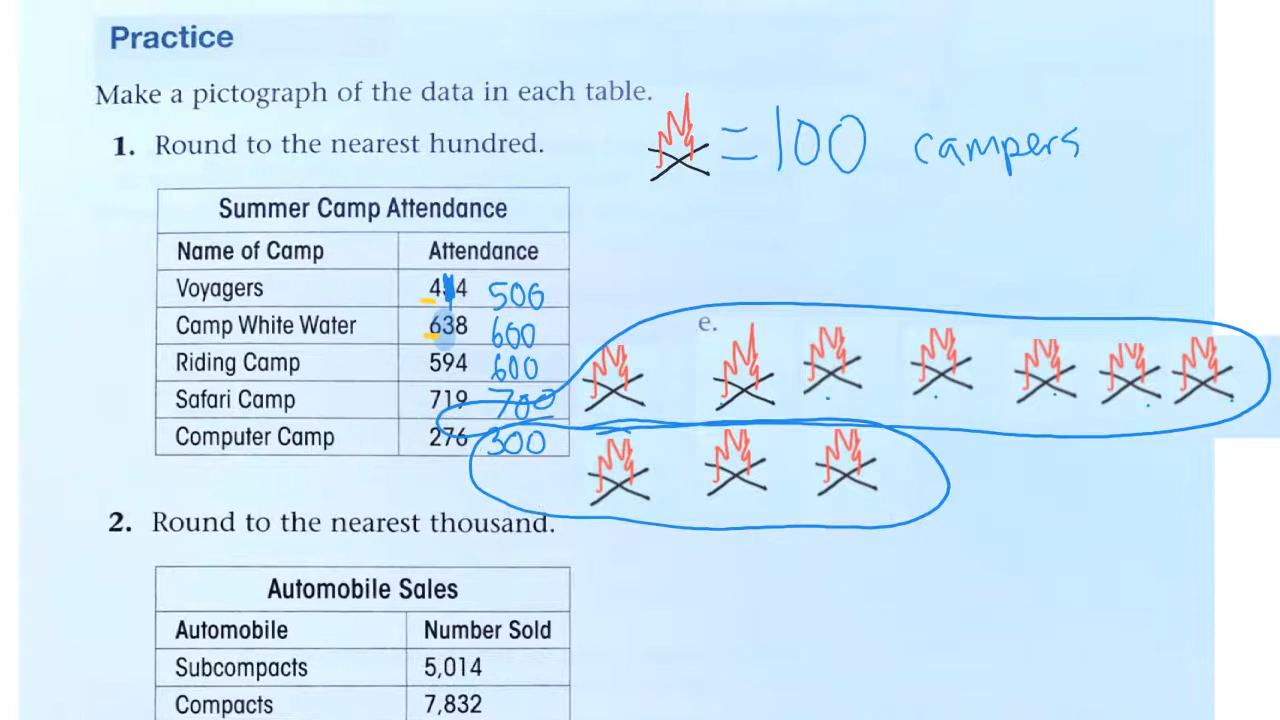 Practice
Make a pictograph of the data in each table.
1. Round to the nearest hundred.
= 100 campers
Summer Camp Attendance
Name of Camp Attendance
Voyagers 500
Camp White Water 638 600
e.
Riding Camp 594 600
Safari Camp 719 700
Computer Camp 276 300
2. Round to the nearest thousand.
Automobile Sales
Automobile Number Sold
Subcompacts 5,014
Compacts 7,832